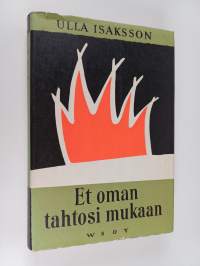 ULLA ISAKSSON
Et oman
tahtosi mukaan
WSOY